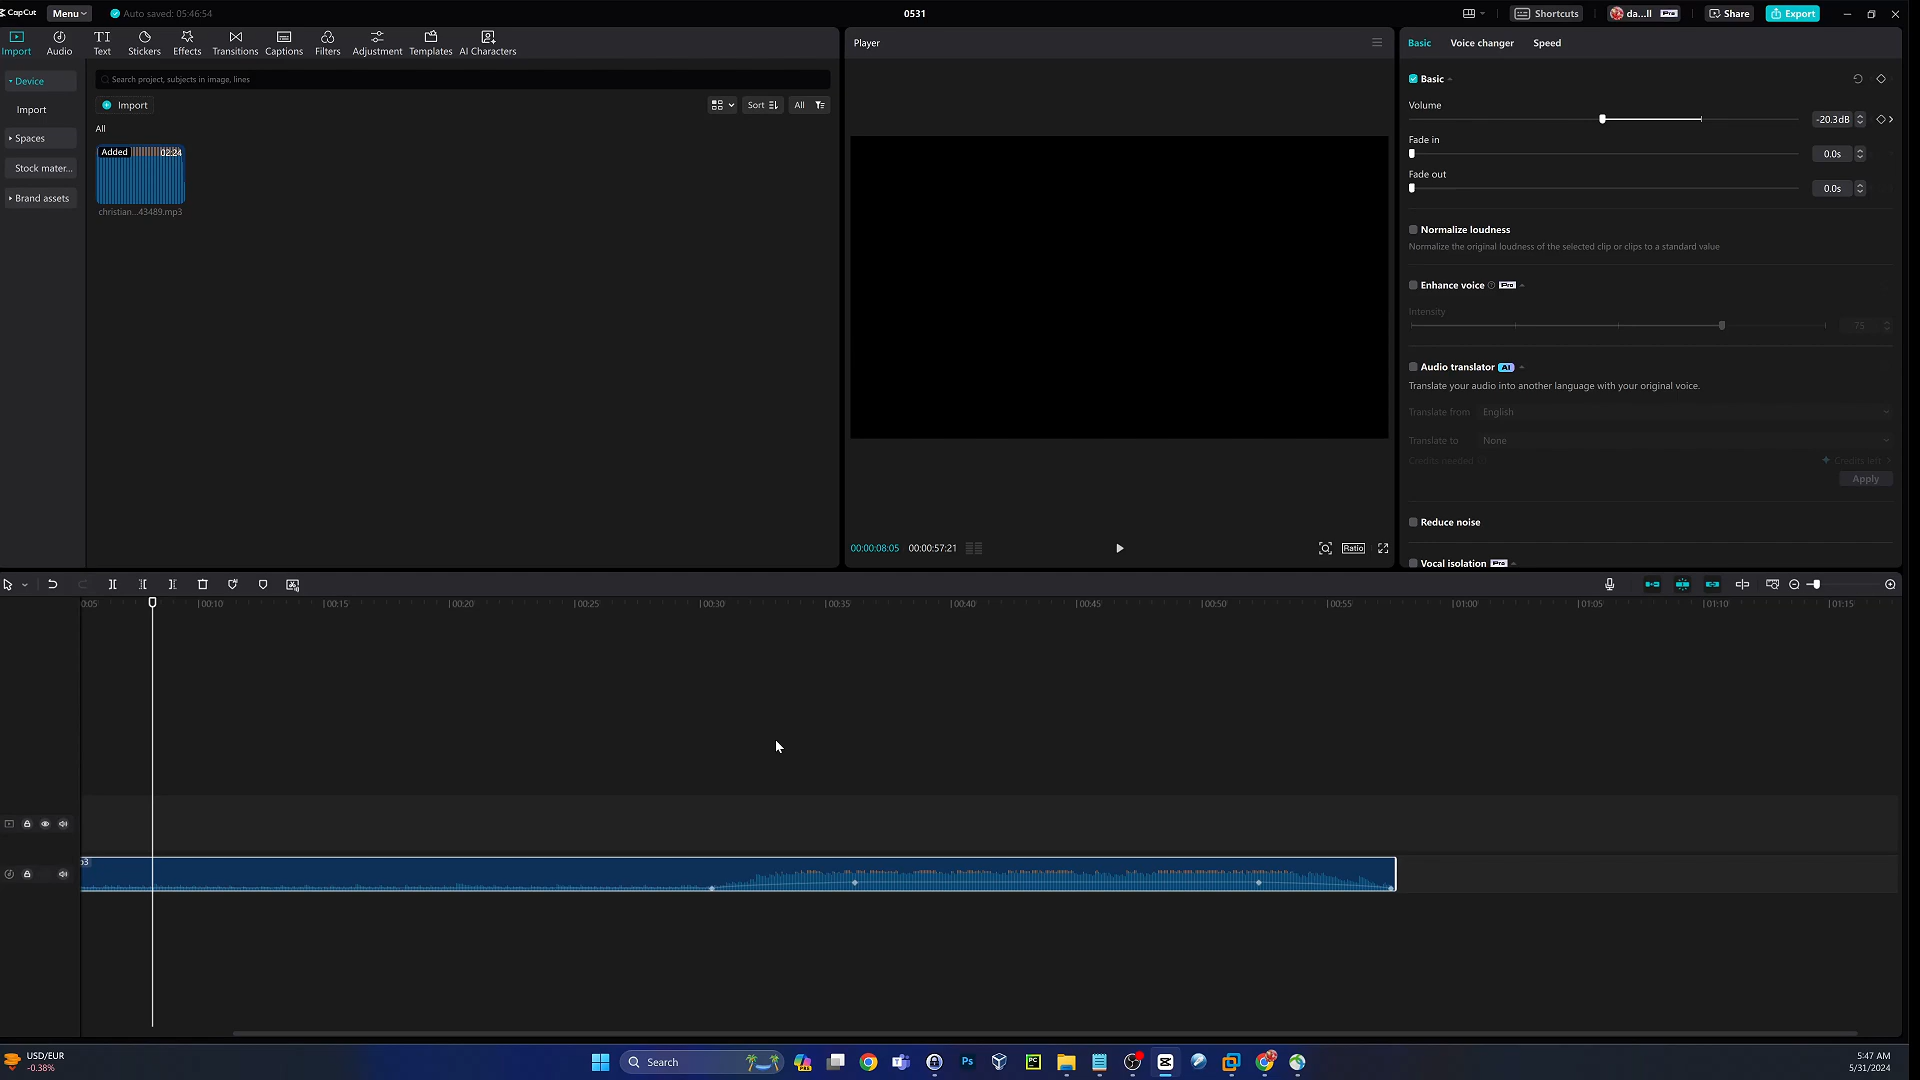 CapCut Menu Auto saved: 05:46:54 0531 Shortcuts da...ll Pro Share Export
Import Audio Text Stickers Effects Transitions Captions Filters Adjustment Templates AI Characters
Device
Import
Spaces
Stock mater...
Brand assets
Search project, subjects in image, lines
Import Sort All
All
Added 02:24
christian...43489.mp3
Player
00:00:08:05 00:00:57:21 Ratio
Basic Voice changer Speed
Basic
Volume
-20.3dB
Fade in
0.0s
Fade out
0.0s
Normalize loudness
Normalize the original loudness of the selected clip or clips to a standard value
Enhance voice Pro
Intensity
75
Audio translator AI
Translate your audio into another language with your original voice.
Translate from English
Translate to None
Credits needed Credits left
Apply
Reduce noise
Vocal isolation Pro
0:05 00:10 00:15 00:20 00:25 00:30 00:35 00:40 00:45 00:50 00:55 01:00 01:05 01:10 01:15
p3
USD/EUR
-0.38%
Search
Ps
PC
5:47 AM
5/31/2024